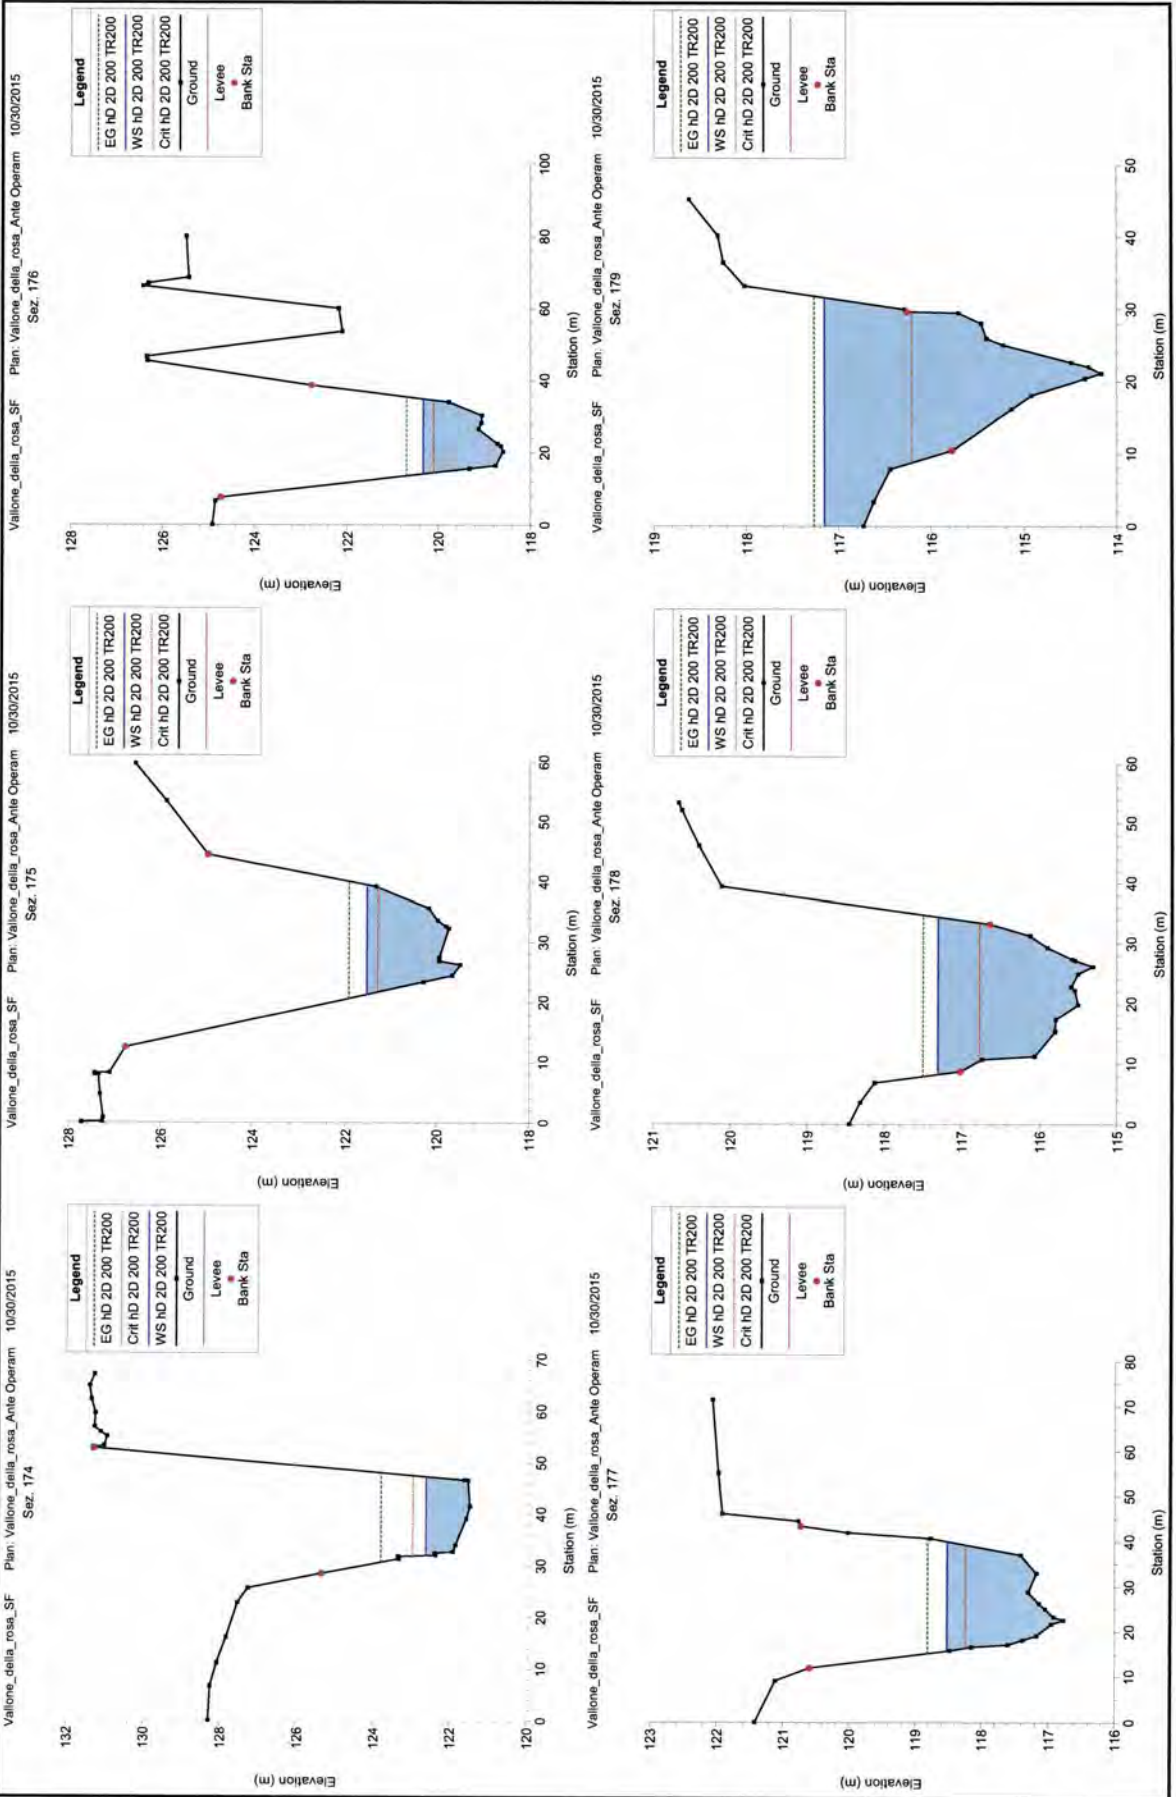 Vallone_della_rosa_SF Plan: Vallone_della_rosa_Ante Operam 10/30/2015
Sez. 174
Legend
EG hD 2D 200 TR200
Crit hD 2D 200 TR200
WS hD 2D 200 TR200
Ground
Levee
Bank Sta
132
130
128
126
124
122
120
Elevation (m)
0 10 20 30 40 50 60 70
Station (m)
Vallone_della_rosa_SF Plan: Vallone_della_rosa_Ante Operam 10/30/2015
Sez. 175
Legend
EG hD 2D 200 TR200
WS hD 2D 200 TR200
Crit hD 2D 200 TR200
Ground
Levee
Bank Sta
128
126
124
122
120
118
Elevation (m)
0 10 20 30 40 50 60
Station (m)
Vallone_della_rosa_SF Plan: Vallone_della_rosa_Ante Operam 10/30/2015
Sez. 176
Legend
EG hD 2D 200 TR200
WS hD 2D 200 TR200
Crit hD 2D 200 TR200
Ground
Levee
Bank Sta
128
126
124
122
120
118
Elevation (m)
0 20 40 60 80 100
Station (m)
Vallone_della_rosa_SF Plan: Vallone_della_rosa_Ante Operam 10/30/2015
Sez. 177
Legend
EG hD 2D 200 TR200
WS hD 2D 200 TR200
Crit hD 2D 200 TR200
Ground
Levee
Bank Sta
123
122
121
120
119
118
117
116
Elevation (m)
0 10 20 30 40 50 60 70 80
Station (m)
Vallone_della_rosa_SF Plan: Vallone_della_rosa_Ante Operam 10/30/2015
Sez. 178
Legend
EG hD 2D 200 TR200
WS hD 2D 200 TR200
Crit hD 2D 200 TR200
Ground
Levee
Bank Sta
121
120
119
118
117
116
115
Elevation (m)
0 10 20 30 40 50 60
Station (m)
Vallone_della_rosa_SF Plan: Vallone_della_rosa_Ante Operam 10/30/2015
Sez. 179
Legend
EG hD 2D 200 TR200
WS hD 2D 200 TR200
Crit hD 2D 200 TR200
Ground
Levee
Bank Sta
119
118
117
116
115
114
Elevation (m)
0 10 20 30 40 50
Station (m)